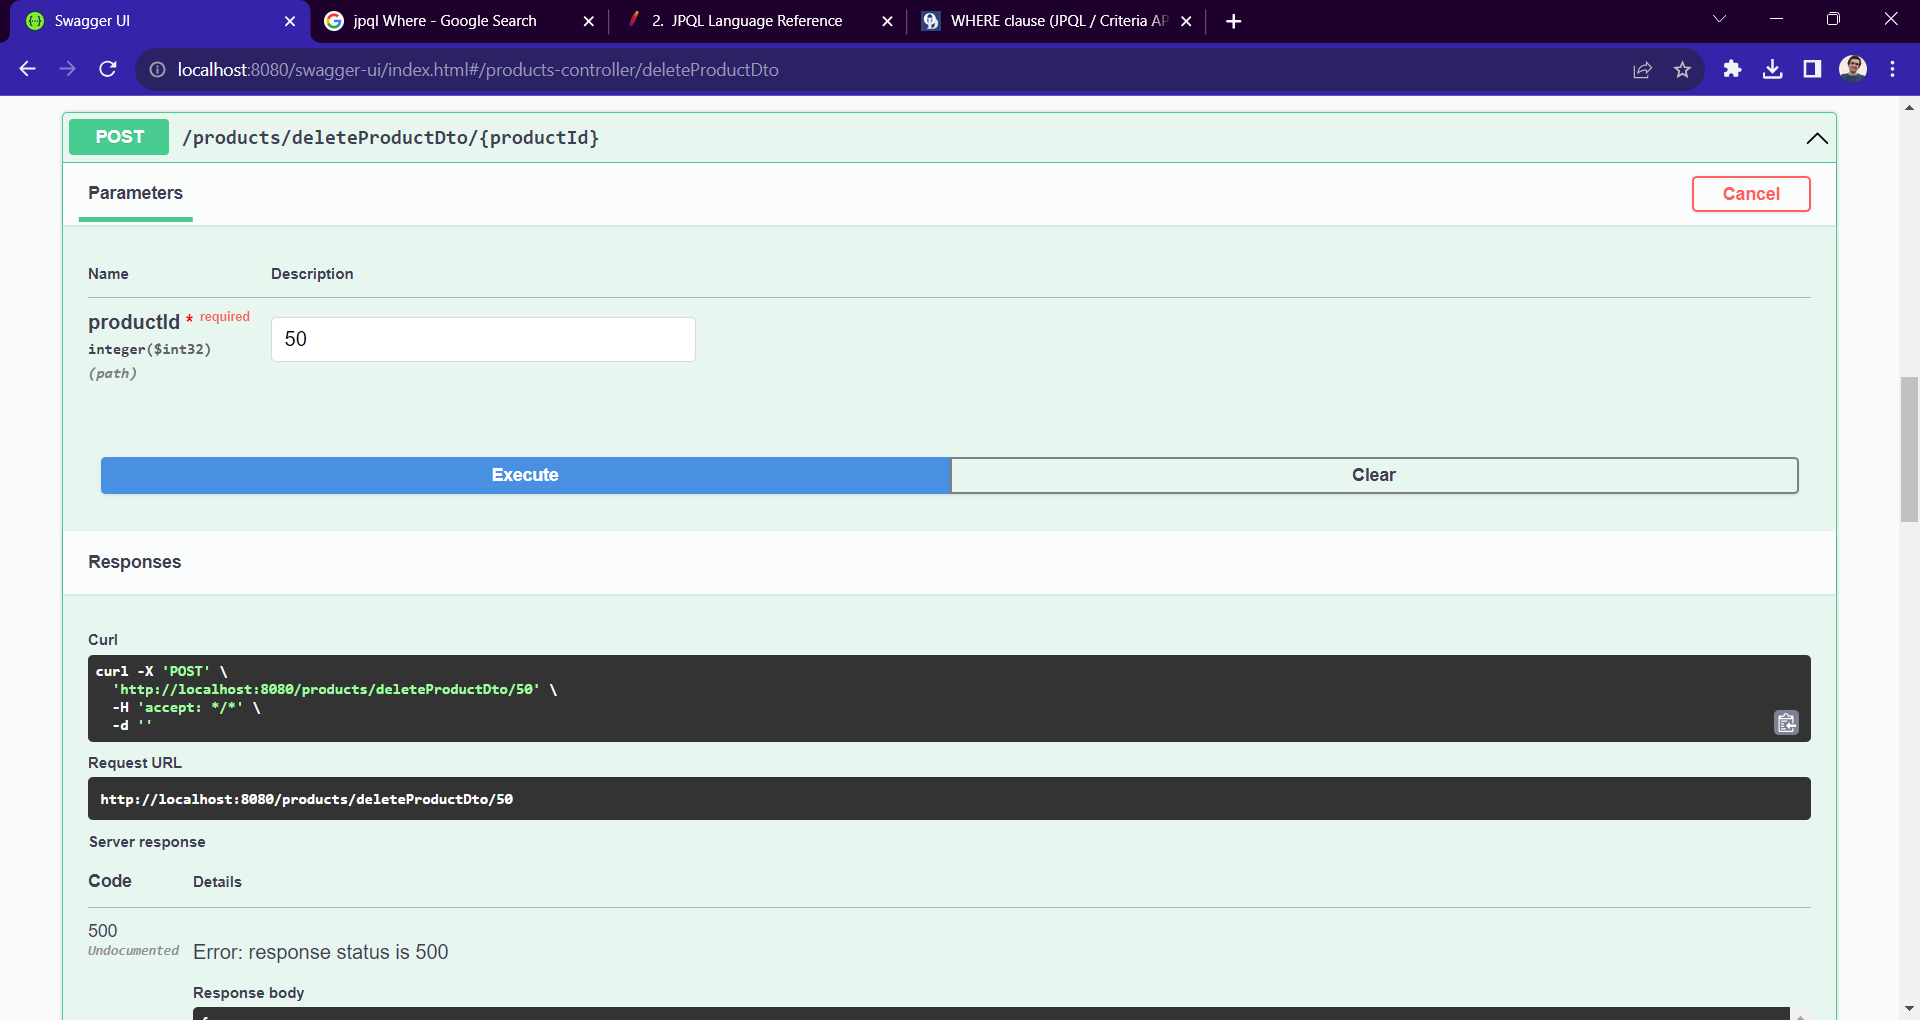 Swagger UI
jpql Where - Google Search
2. JPQL Language Reference
WHERE clause (JPQL / Criteria AP
localhost:8080/swagger-ui/index.html#/products-controller/deleteProductDto
POST /products/deleteProductDto/{productId}
Parameters
Cancel
Name Description
productId * required
integer($int32)
(path)
50
Execute
Clear
Responses
Curl
curl -X 'POST' \
'http://localhost:8080/products/deleteProductDto/50' \
-H 'accept: */*' \
-d ''
Request URL
http://localhost:8080/products/deleteProductDto/50
Server response
Code Details
500
Undocumented
Error: response status is 500
Response body